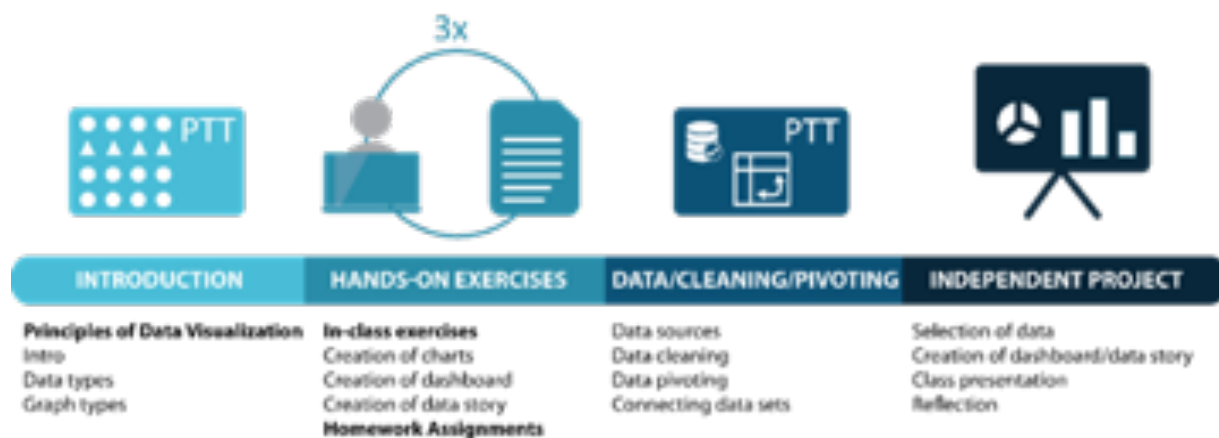 3x
PTT
PTT
INTRODUCTION
HANDS-ON EXERCISES
DATA/CLEANING/PIVOTING
INDEPENDENT PROJECT
Principles of Data Visualization
Intro
Data types
Graph types
In-class exercises
Creation of charts
Creation of dashboard
Creation of data story
Homework Assignments
Data sources
Data cleaning
Data pivoting
Connecting data sets
Selection of data
Creation of dashboard/data story
Class presentation
Reflection